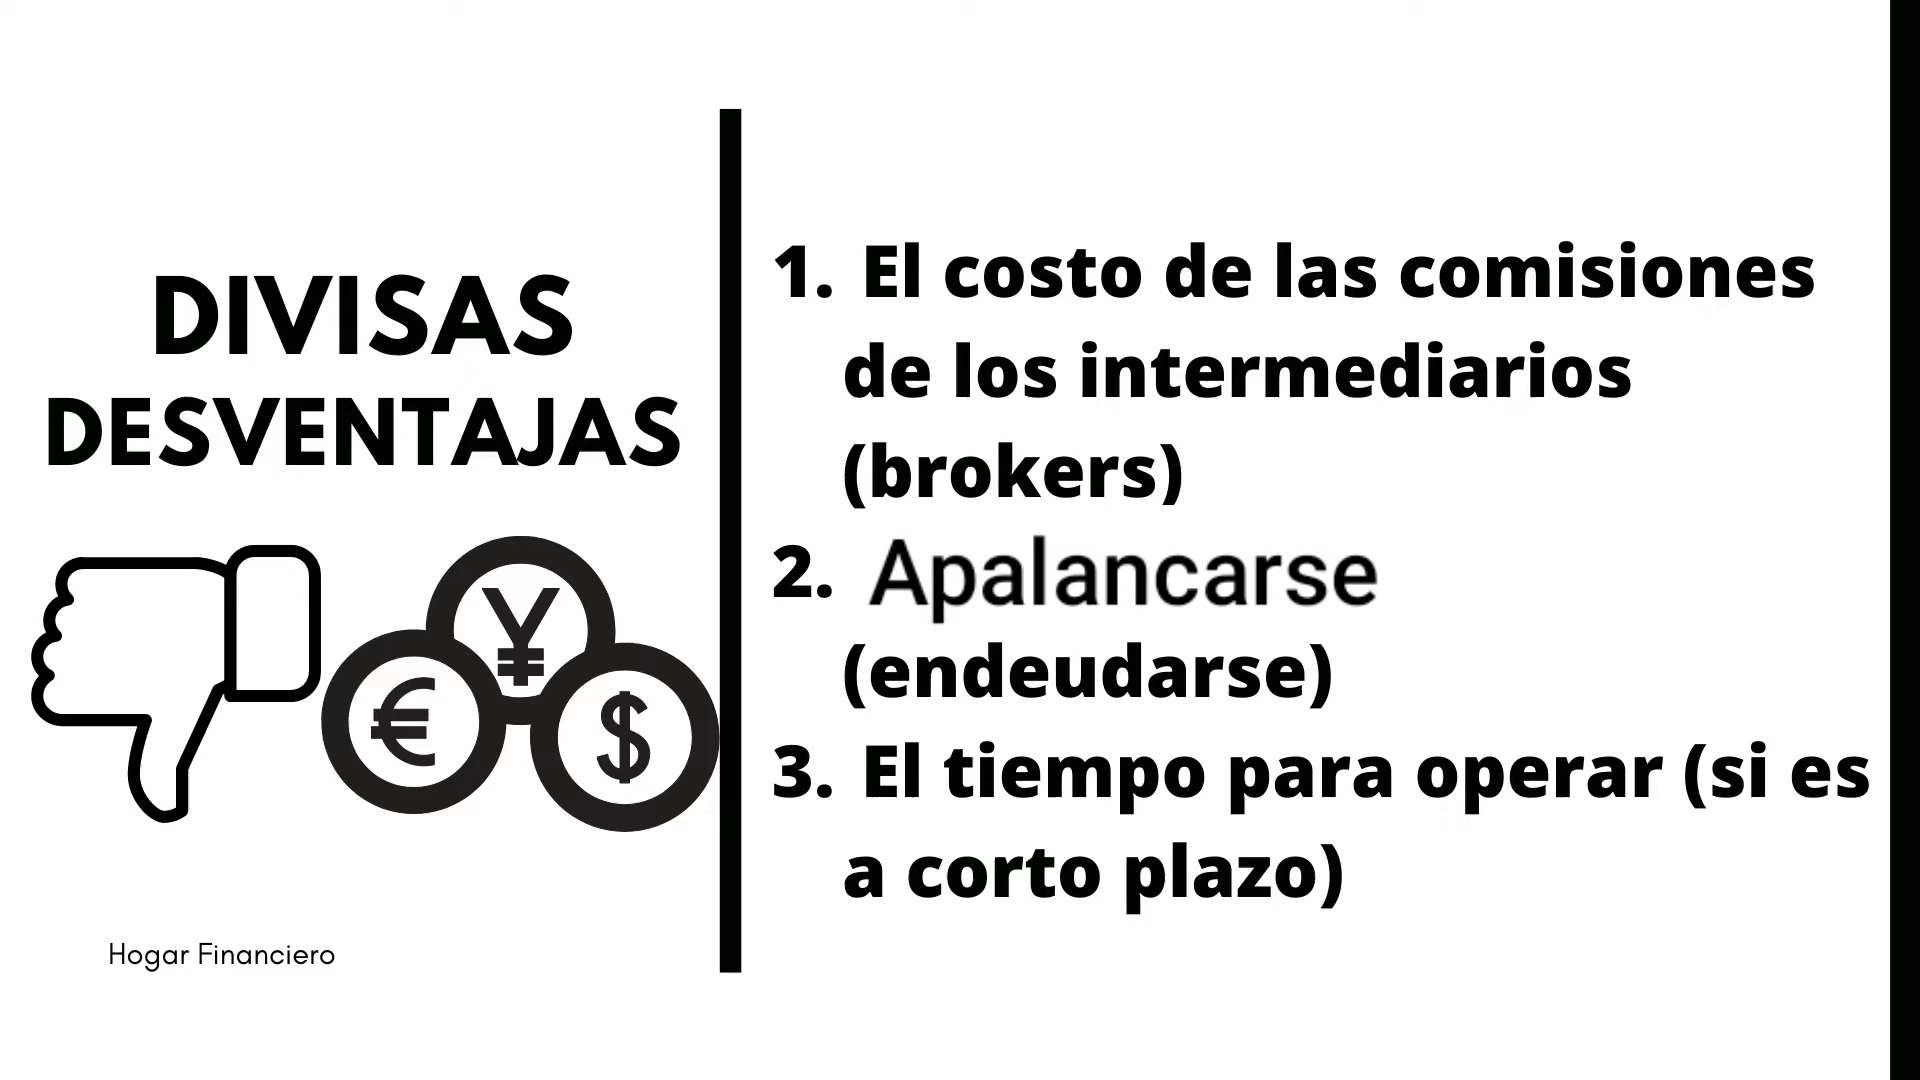 DIVISAS
DESVENTAJAS
¥
€
$
Hogar Financiero
1. El costo de las comisiones
de los intermediarios
(brokers)
2. Apalancarse
(endeudarse)
3. El tiempo para operar (si es
a corto plazo)